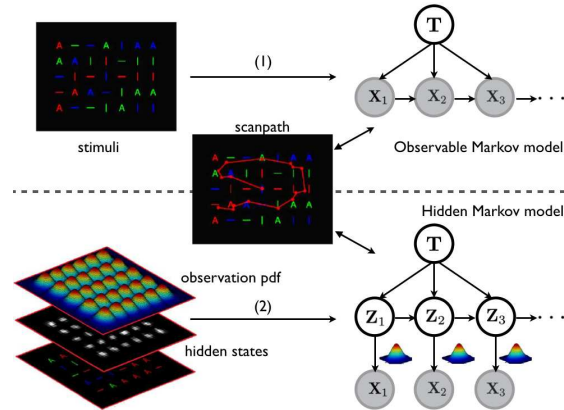 T
(1)
X1 X2 X3 ...
stimuli
scanpath
Observable Markov model
Hidden Markov model
T
observation pdf
(2)
Z1 Z2 Z3 ...
hidden states
X1 X2 X3